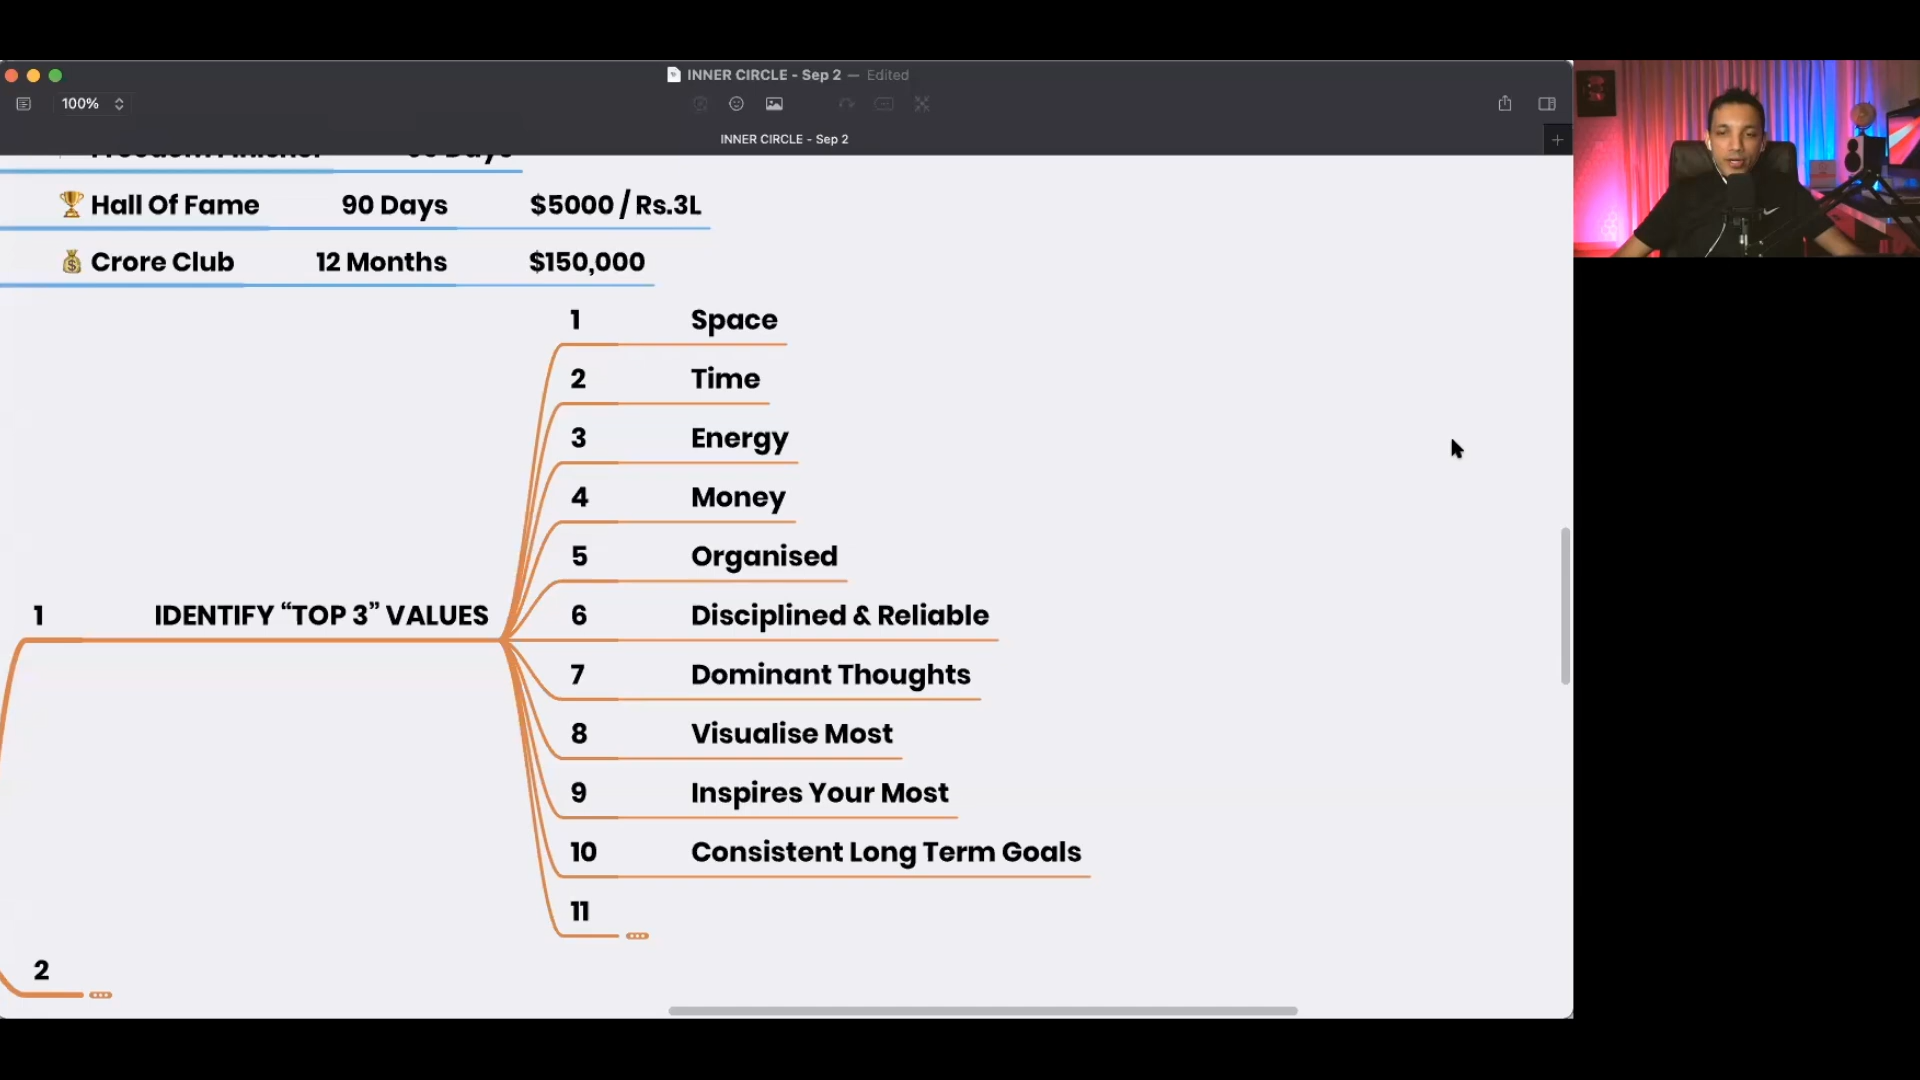 INNER CIRCLE - Sep 2 — Edited
100%
INNER CIRCLE - Sep 2
🏆 Hall Of Fame 90 Days $5000 / Rs.3L
💰 Crore Club 12 Months $150,000
1 Space
2 Time
3 Energy
4 Money
5 Organised
1 IDENTIFY “TOP 3” VALUES
6 Disciplined & Reliable
7 Dominant Thoughts
8 Visualise Most
9 Inspires Your Most
10 Consistent Long Term Goals
11
2